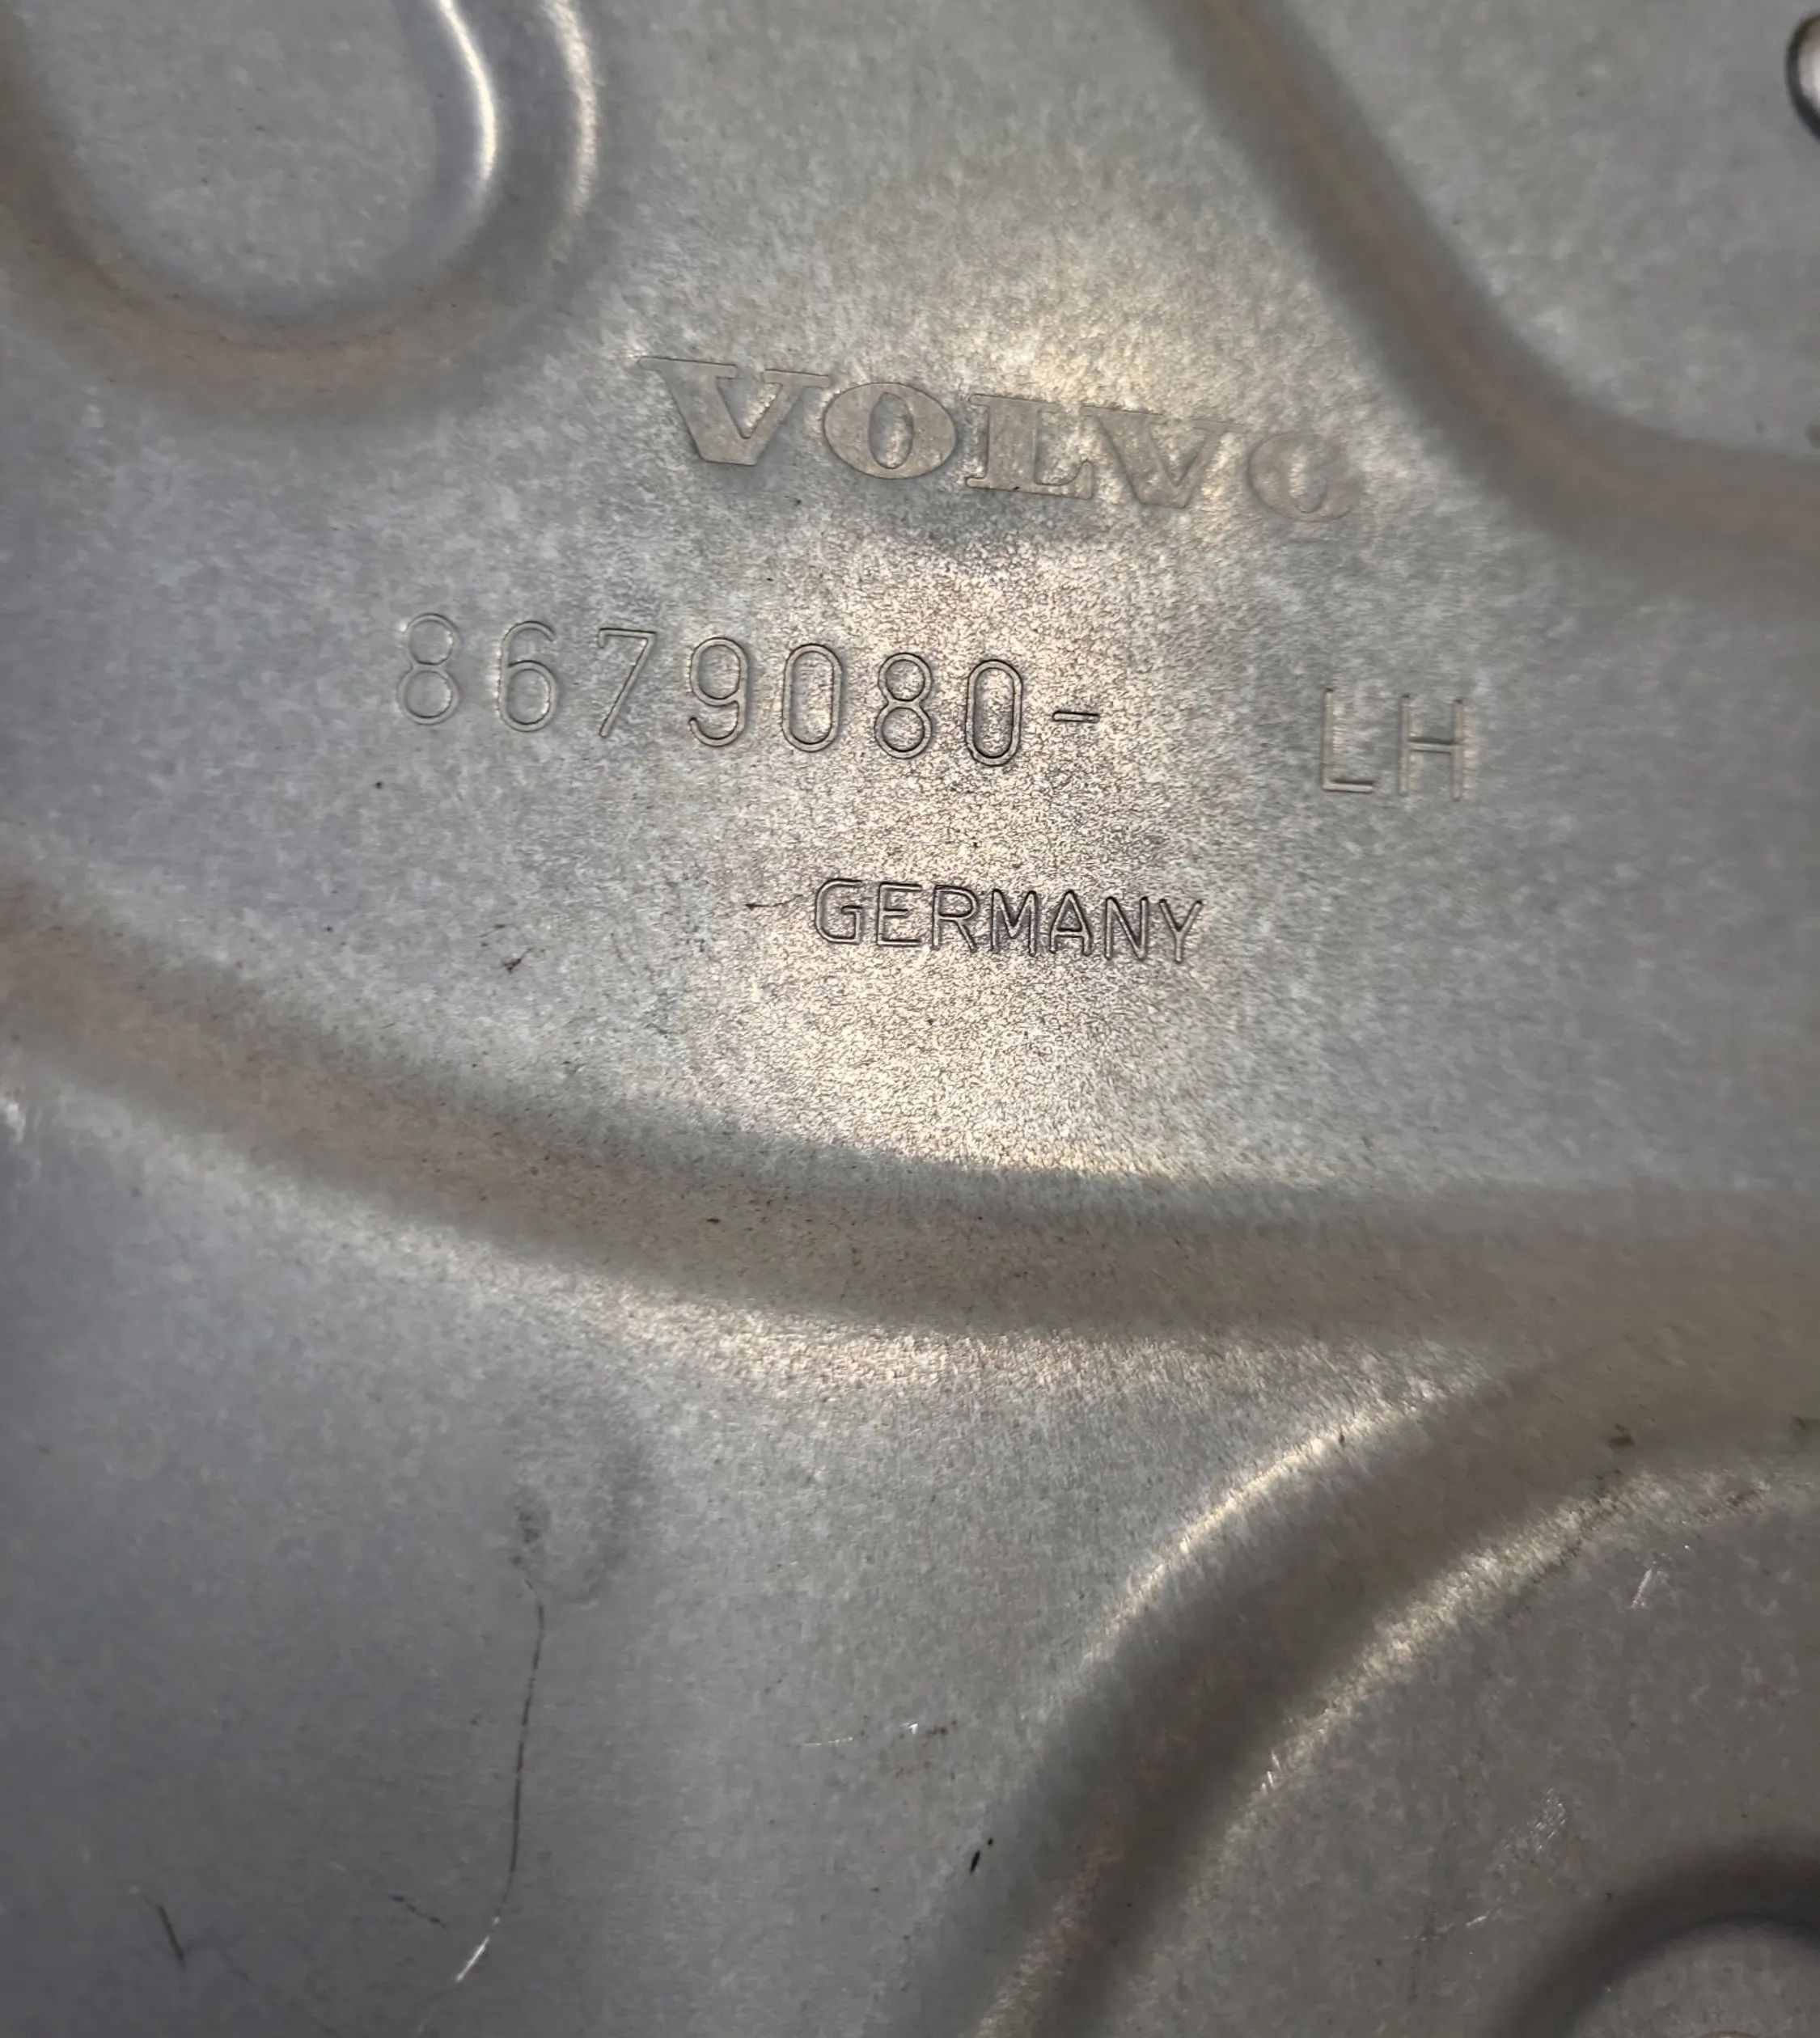 VOLVO
8679080- LH
GERMANY